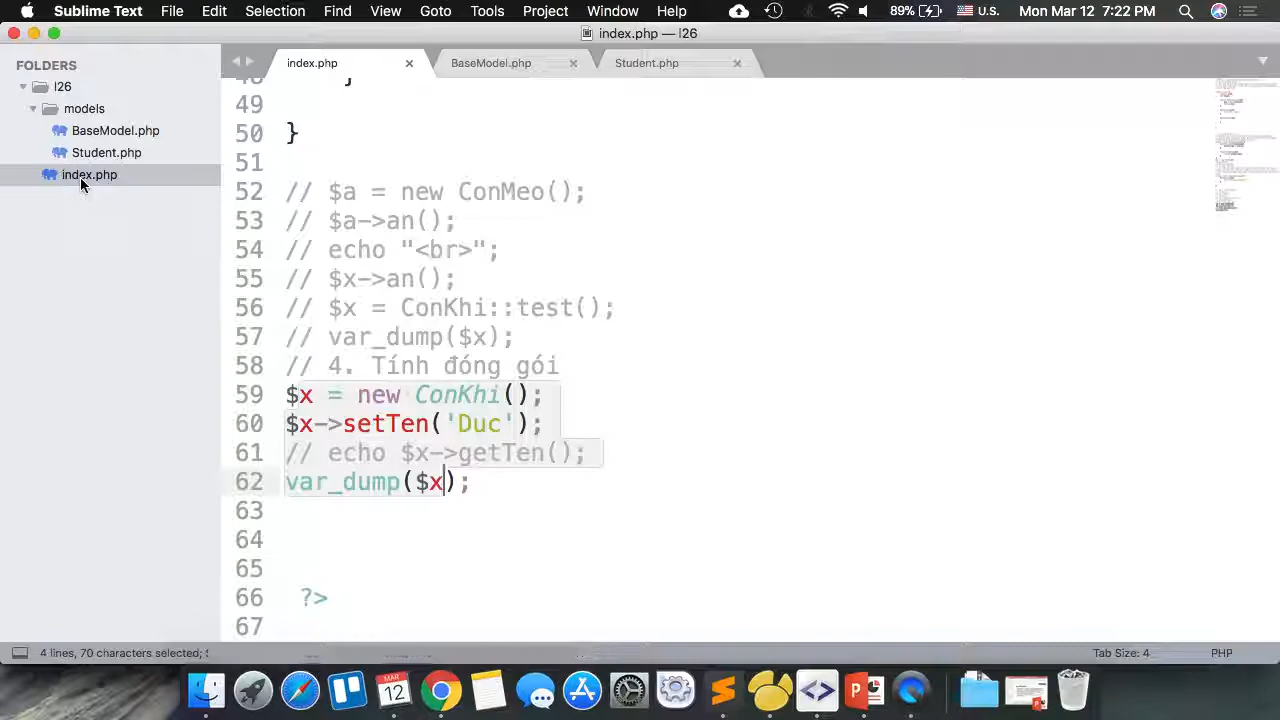 Sublime Text File Edit Selection Find View Goto Tools Project Window Help 89% U.S. Mon Mar 12 7:22 PM
index.php — l26
FOLDERS
l26
models
BaseModel.php
Student.php
index.php
index.php BaseModel.php Student.php
48 }
49
50 }
51
52 // $a = new ConMeo();
53 // $a->an();
54 // echo "<br>";
55 // $x->an();
56 // $x = ConKhi::test();
57 // var_dump($x);
58 // 4. Tính đóng gói
59 $x = new ConKhi();
60 $x->setTen('Duc');
61 // echo $x->getTen();
62 var_dump($x);
63
64
65
66 ?>
67
4 lines, 70 characters selected; Tab Size: 4 PHP
MAR
12